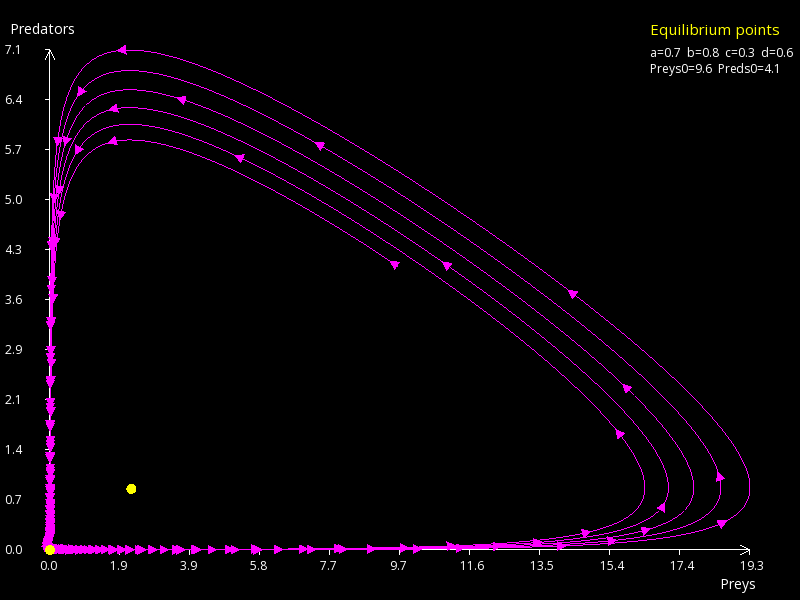 Predators
Equilibrium points
a=0.7 b=0.8 c=0.3 d=0.6
Preys0=9.6 Preds0=4.1
7.1
6.4
5.7
5.0
4.3
3.6
2.9
2.1
1.4
0.7
0.0
0.0 1.9 3.9 5.8 7.7 9.7 11.6 13.5 15.4 17.4 19.3
Preys